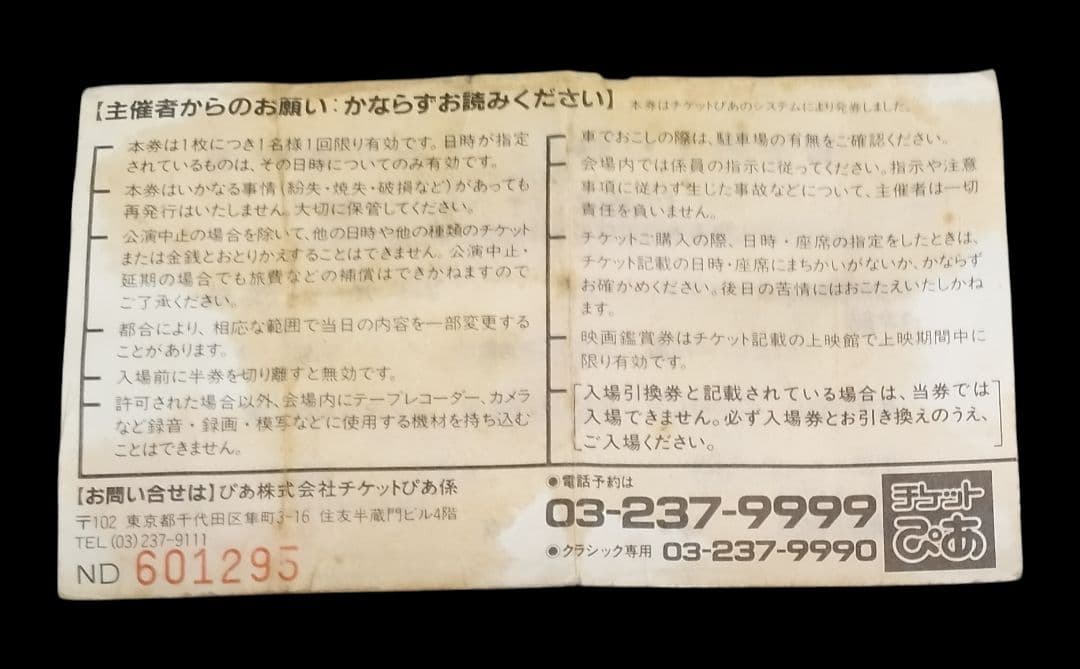 【主催者からのお願い:かならずお読みください】 本券はチケットぴあのシステムにより発券しました。
本券は1枚につき1名様1回限り有効です。日時が指定
されているものは、その日時についてのみ有効です。
本券はいかなる事情(紛失・焼失・破損など)があっても
再発行はいたしません。大切に保管してください。
公演中止の場合を除いて、他の日時や他の種類のチケット
または金銭とおとりかえすることはできません。公演中止・
延期の場合でも旅費などの補償はできかねますので
ご了承ください。
都合により、相応な範囲で当日の内容を一部変更する
ことがあります。
入場前に半券を切り離すと無効です。
許可された場合以外、会場内にテープレコーダー、カメラ
など録音・録画・模写などに使用する機材を持ち込む
ことはできません。
車でおこしの際は、駐車場の有無をご確認ください。
会場内では係員の指示に従ってください。指示や注意
事項に従わず生じた事故などについて、主催者は一切
責任を負いません。
チケットご購入の際、日時・座席の指定をしたときは、
チケット記載の日時・座席にまちがいがないか、かならず
お確かめください。後日の苦情にはおこたえいたしかね
ます。
映画鑑賞券はチケット記載の上映館で上映期間中に
限り有効です。
入場引換券と記載されている場合は、当券では
入場できません。必ず入場券とお引き換えのうえ、
ご入場ください。
【お問い合せは】ぴあ株式会社チケットぴあ係
〒102 東京都千代田区隼町3-16 住友半蔵門ビル4階
TEL(03)237-9111
ND 601295
●電話予約は
03-237-9999
●クラシック専用 03-237-9990
チケット
ぴあ